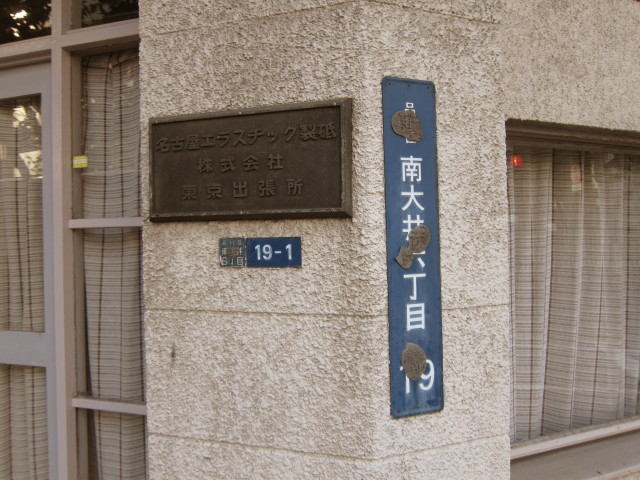 名古屋エラスチック製砥
株式会社
東京出張所
19-1
南大井六丁目
19